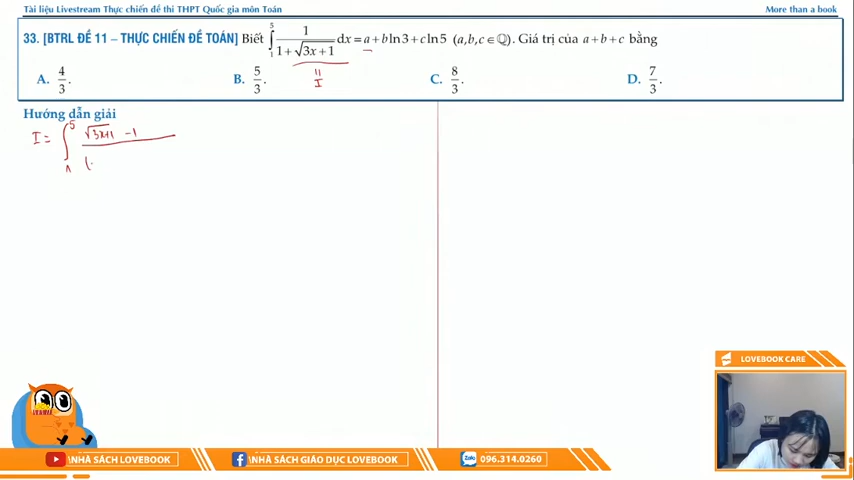 Tài liệu Livestream Thực chiến đề thi THPT Quốc gia môn Toán
More than a book
33. [BTRL ĐỀ 11 – THỰC CHIẾN ĐỀ TOÁN] Biết ∫₁⁵ 1/(1+√(3x+1)) dx = a + b ln3 + c ln5 (a,b,c ∈ ℚ). Giá trị của a+b+c bằng
A. 4/3. B. 5/3. C. 8/3. D. 7/3.
II
I
Hướng dẫn giải
I = ∫₁⁵ √3x+1 -1
(
LOVEBOOK CARE
NHÀ SÁCH LOVEBOOK
NHÀ SÁCH GIÁO DỤC LOVEBOOK
Zalo
096.314.0260